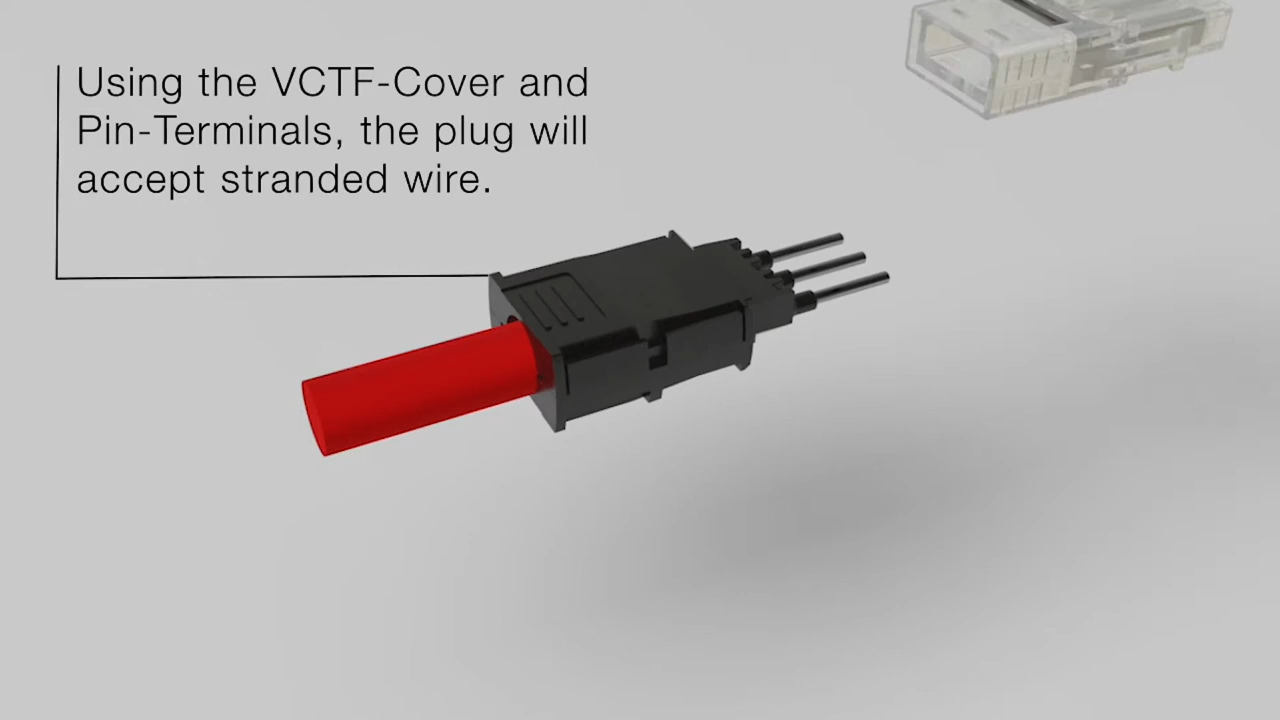 Using the VCTF-Cover and
Pin-Terminals, the plug will
accept stranded wire.